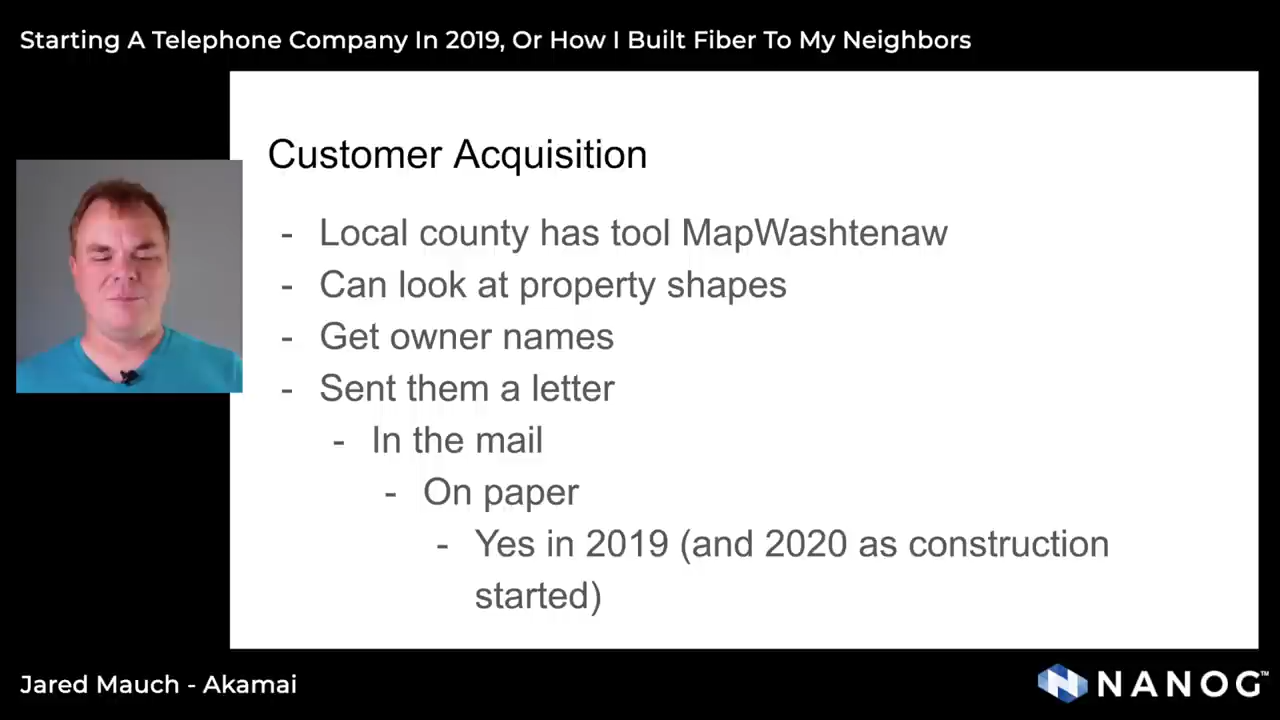 Starting A Telephone Company In 2019, Or How I Built Fiber To My Neighbors
Customer Acquisition
- Local county has tool MapWashtenaw
- Can look at property shapes
- Get owner names
- Sent them a letter
- In the mail
- On paper
- Yes in 2019 (and 2020 as construction
started)
Jared Mauch - Akamai
NANOG™